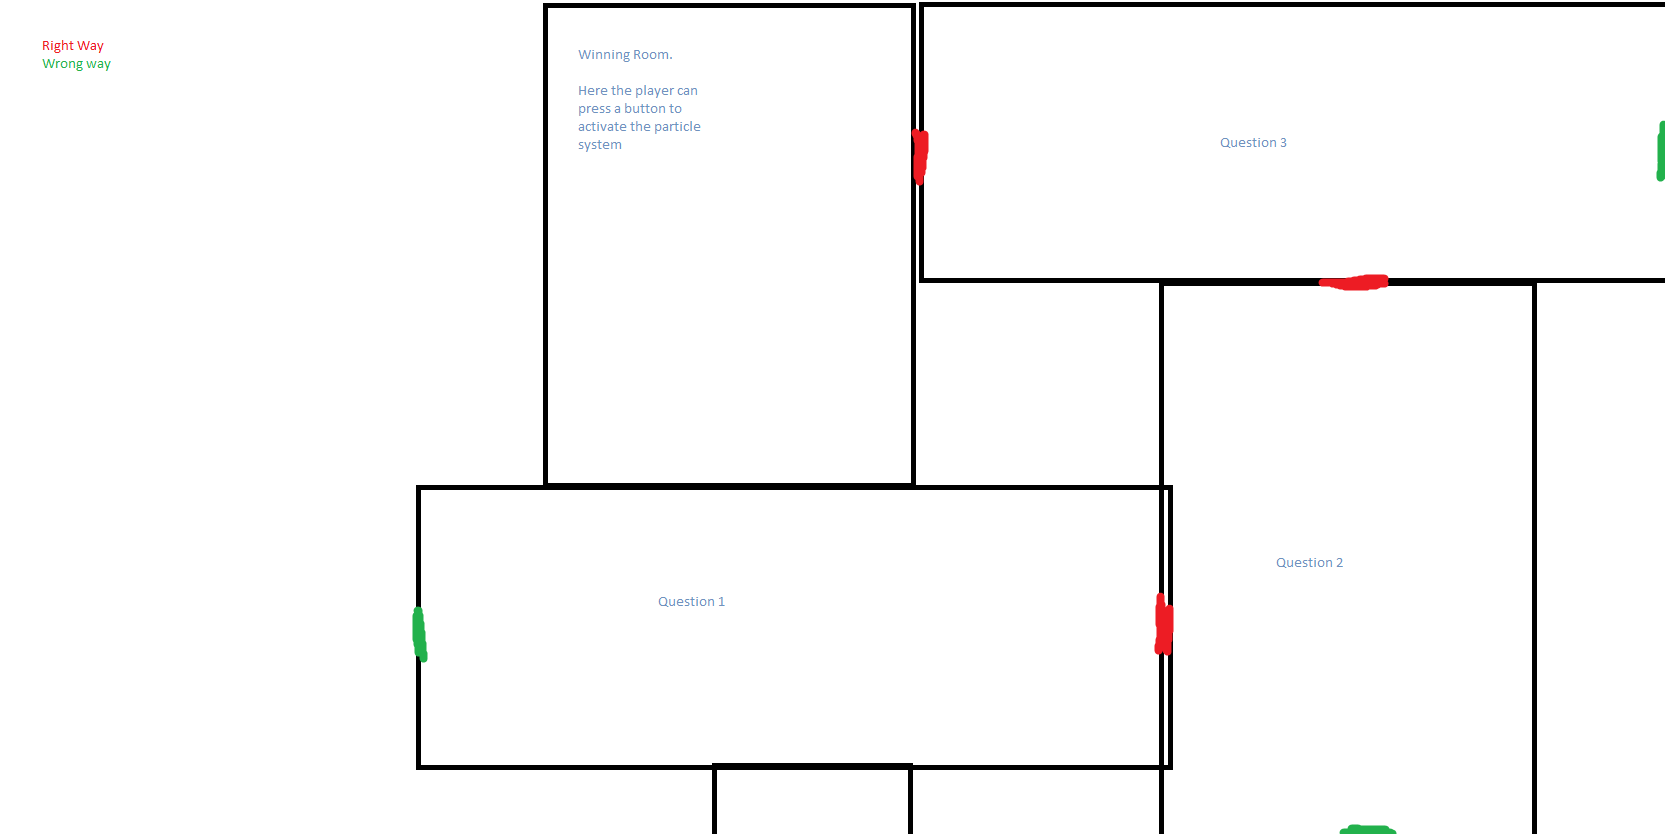 Right Way
Wrong way
Winning Room.
Here the player can
press a button to
activate the particle
system
Question 3
Question 2
Question 1